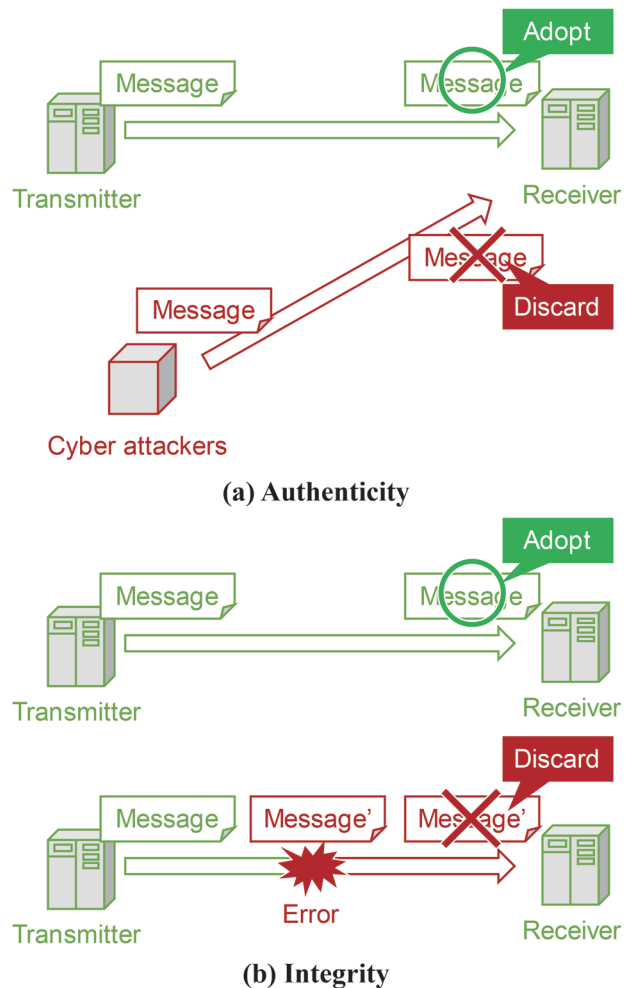 Adopt
Message
Message
Transmitter
Receiver
Message
Discard
Message
Cyber attackers
(a) Authenticity
Adopt
Message
Message
Transmitter
Receiver
Discard
Message
Message’
Message’
Error
Transmitter
Receiver
(b) Integrity